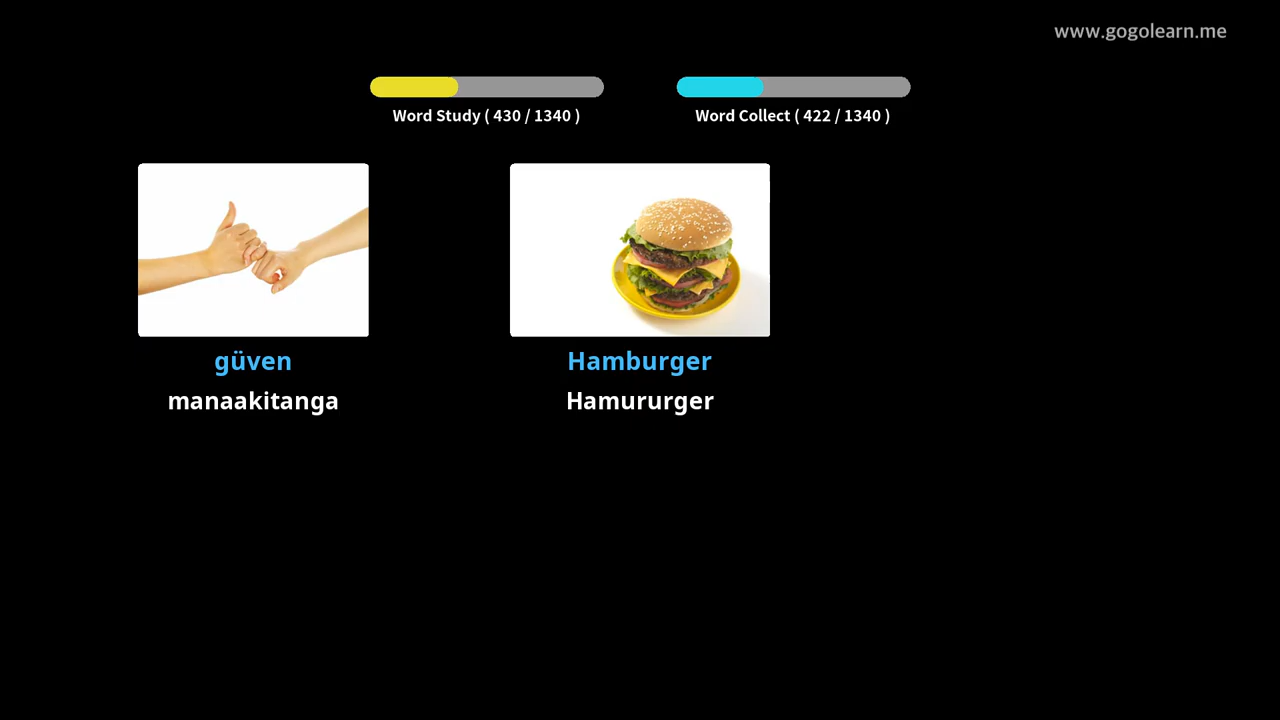 www.gogolearn.me
Word Study ( 430 / 1340 )
Word Collect ( 422 / 1340 )
güven
manaakitanga
Hamburger
Hamururger